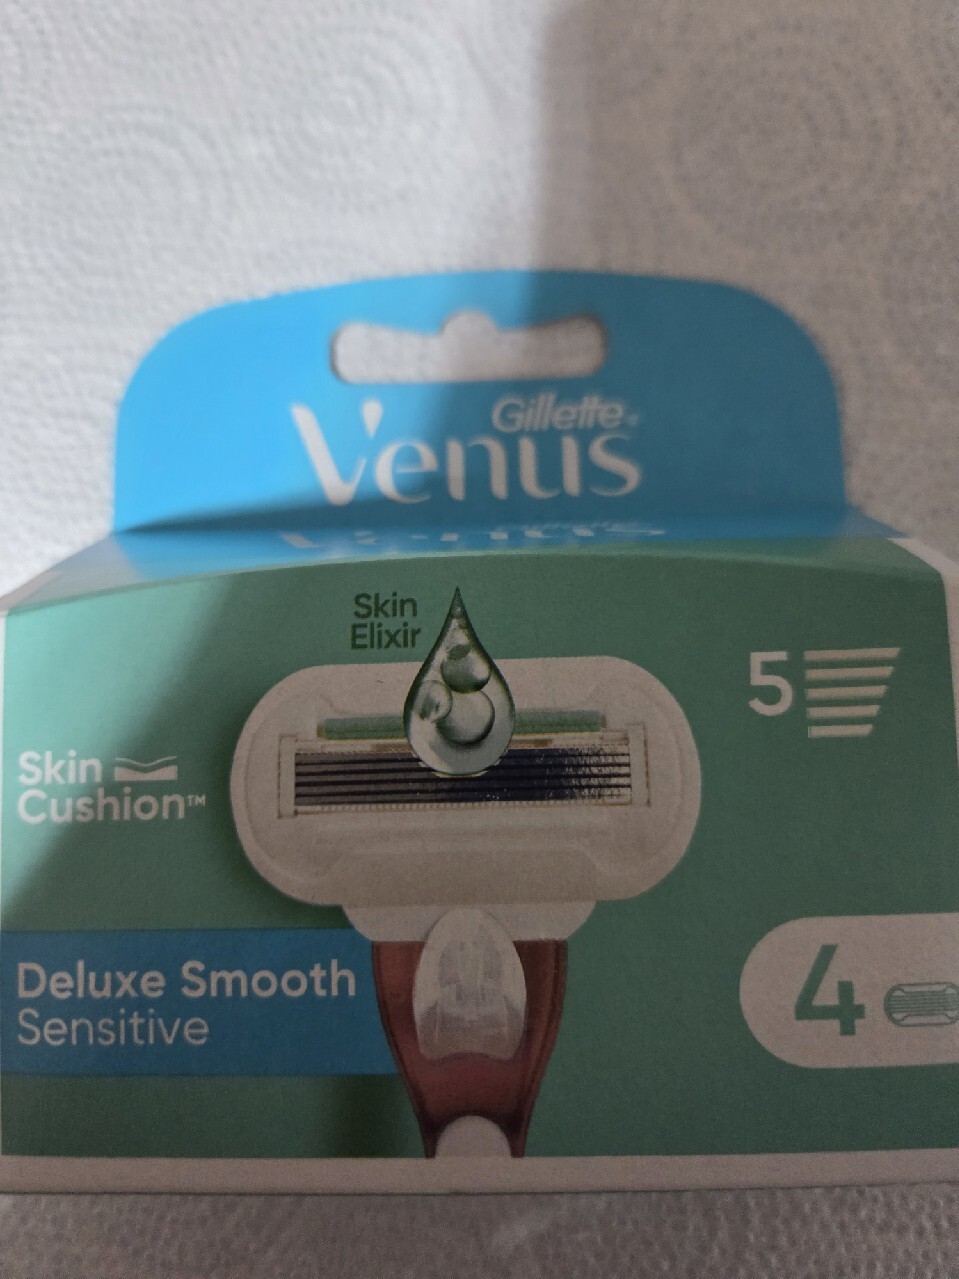 Gillette
Venus
Skin
Elixir
5
Skin
Cushion™
Deluxe Smooth
Sensitive
4